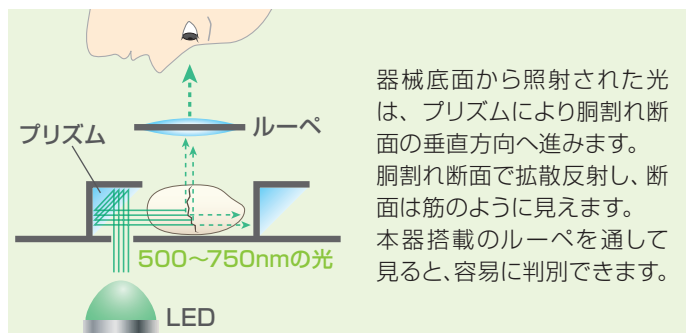 プリズム
ルーペ
500～750nmの光
LED
器械底面から照射された光
は、プリズムにより胴割れ断
面の垂直方向へ進みます。
胴割れ断面で拡散反射し、断
面は筋のように見えます。
本器搭載のルーペを通して
見ると、容易に判別できます。